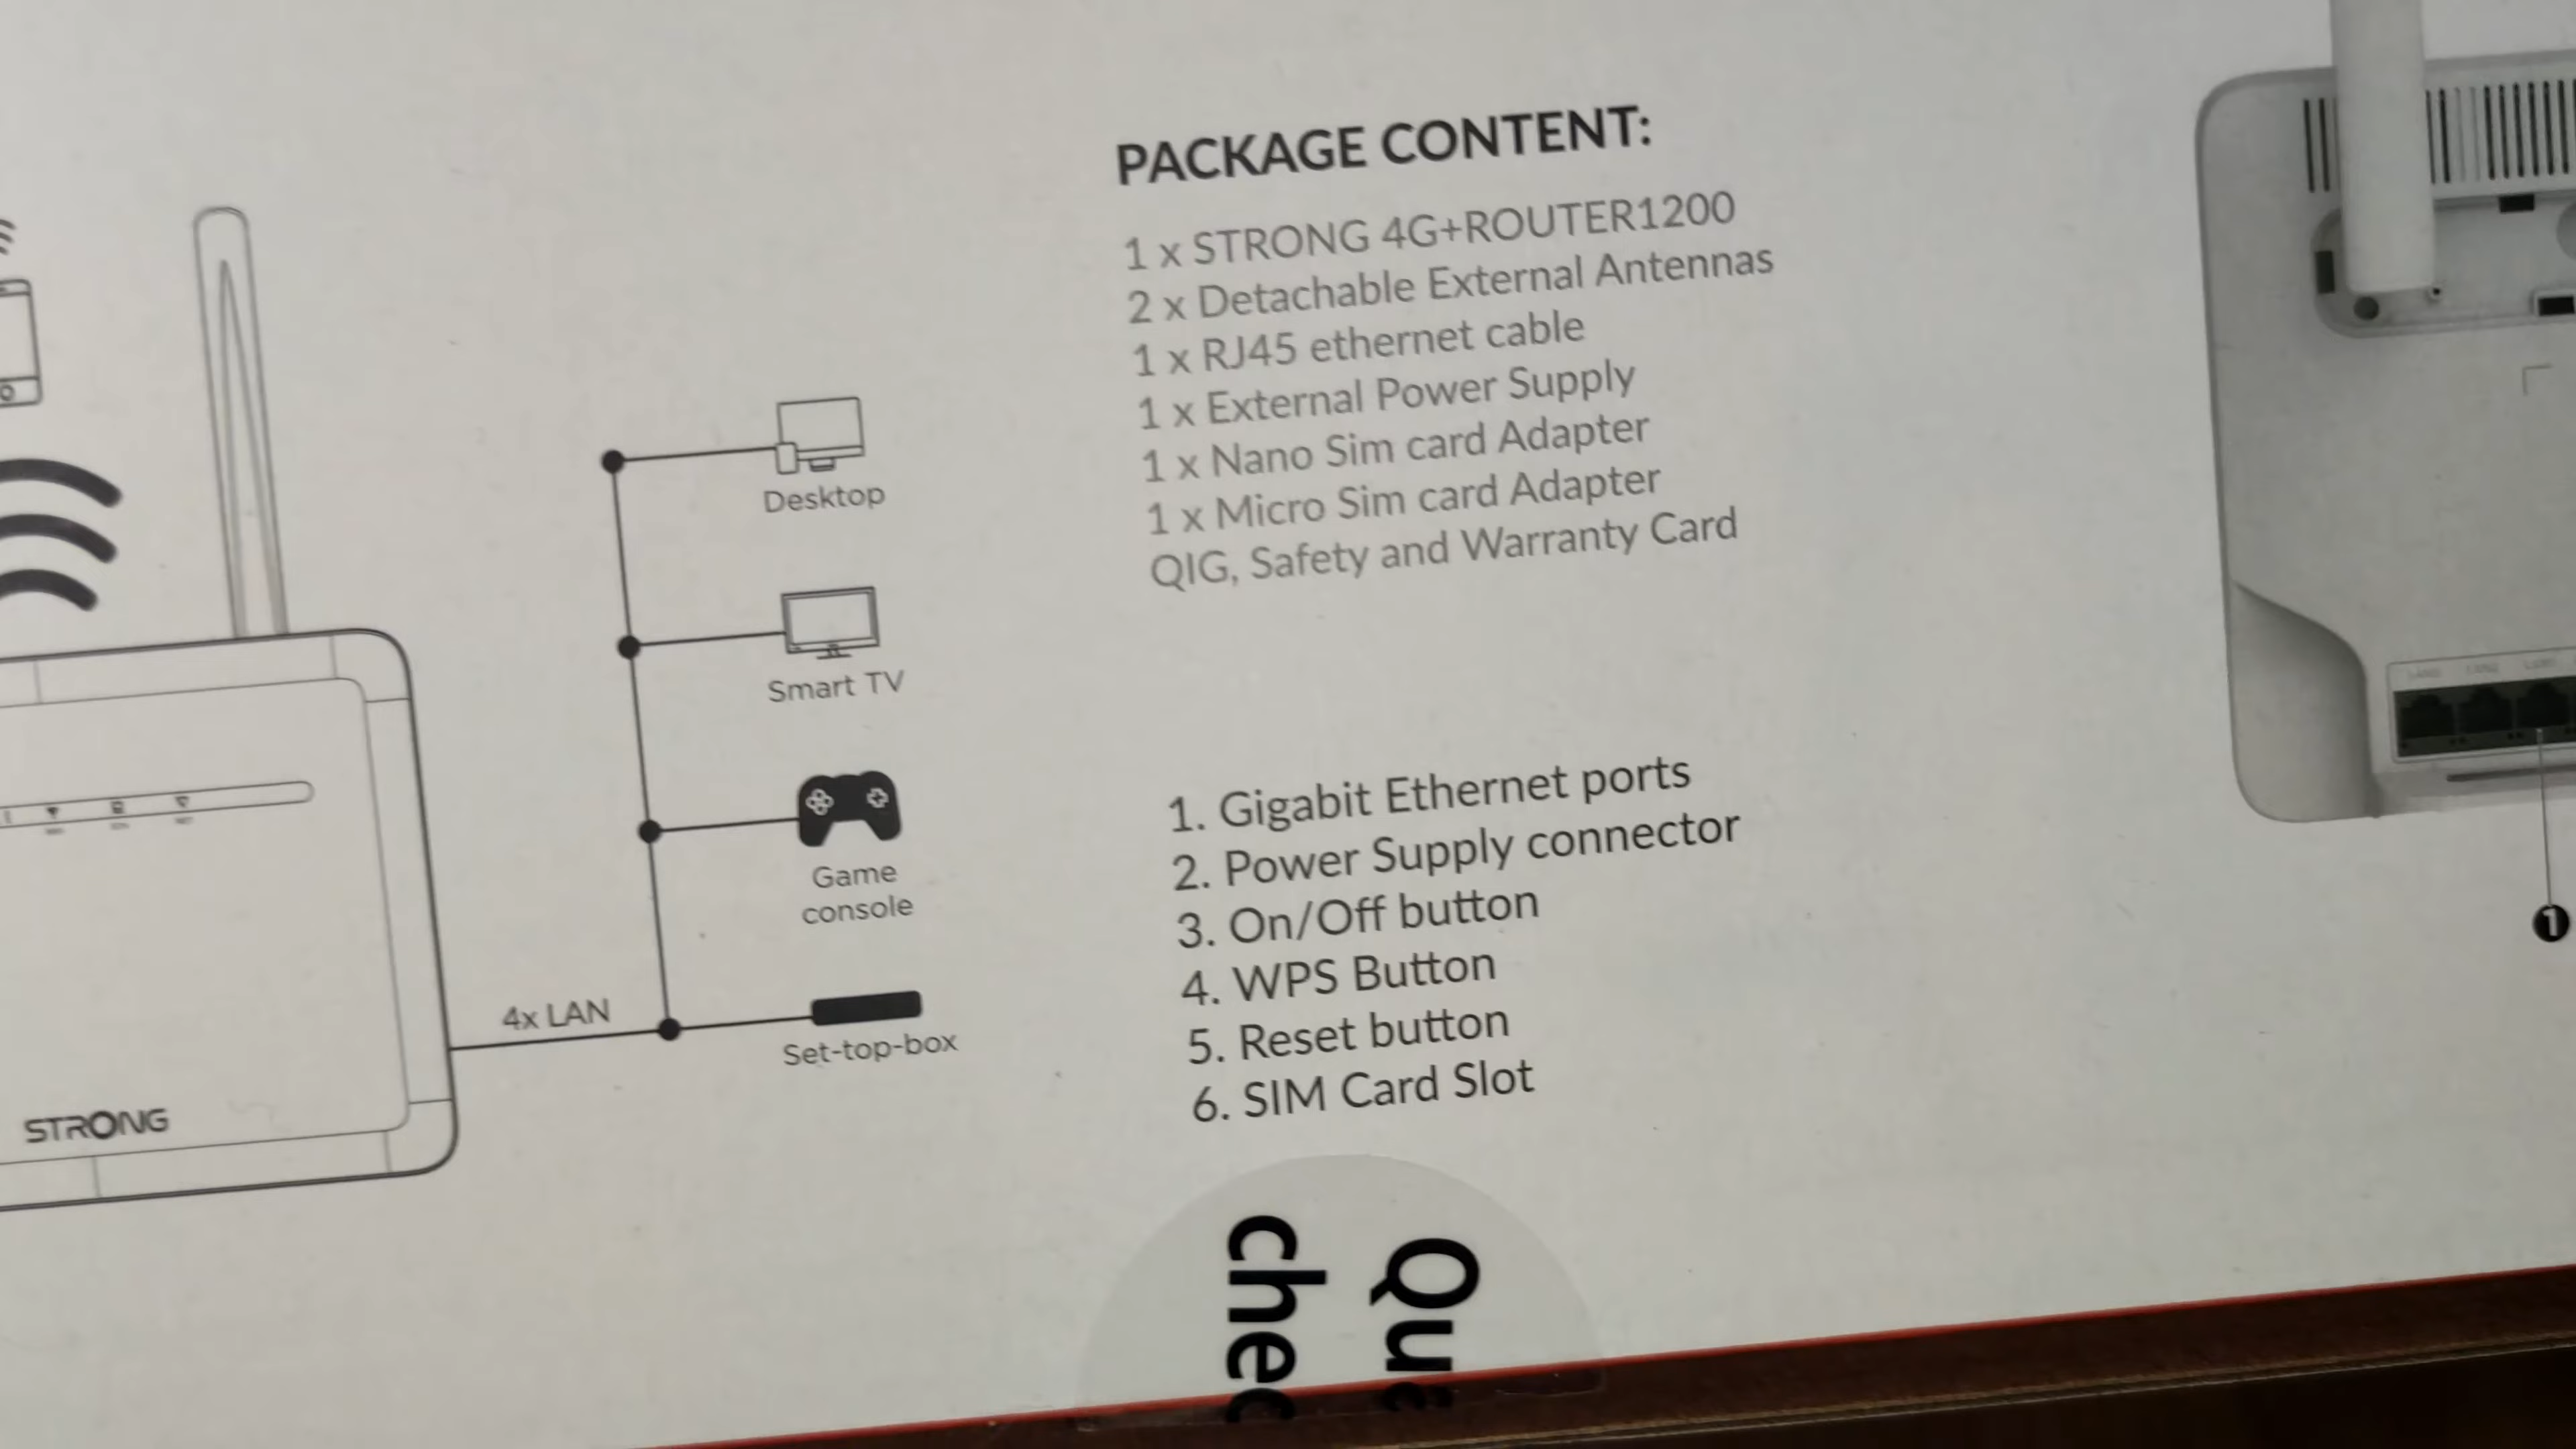 PACKAGE CONTENT:
1 x STRONG 4G+ROUTER1200
2 x Detachable External Antennas
1 x RJ45 ethernet cable
1 x External Power Supply
1 x Nano Sim card Adapter
1 x Micro Sim card Adapter
QIG, Safety and Warranty Card
Desktop
Smart TV
Game
console
4x LAN
Set-top-box
STRONG
1. Gigabit Ethernet ports
2. Power Supply connector
3. On/Off button
4. WPS Button
5. Reset button
6. SIM Card Slot
1